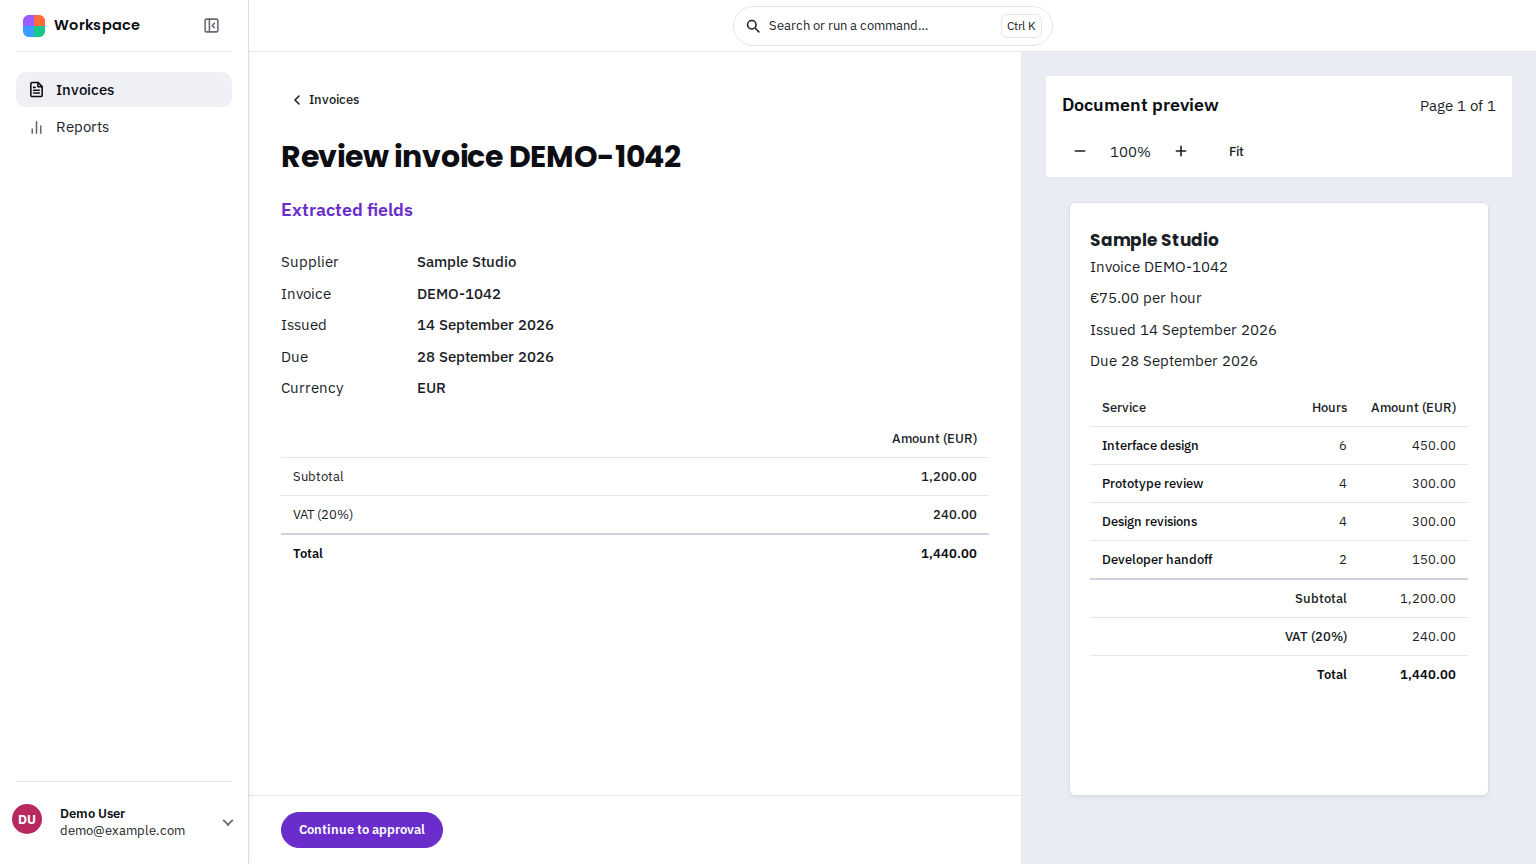 Workspace
Search or run a command...
Ctrl K
Invoices
Reports
Invoices
Review invoice DEMO-1042
Extracted fields
Supplier Sample Studio
Invoice DEMO-1042
Issued 14 September 2026
Due 28 September 2026
Currency EUR
Amount (EUR)
Subtotal 1,200.00
VAT (20%) 240.00
Total 1,440.00
Continue to approval
Document preview Page 1 of 1
100% Fit
Sample Studio
Invoice DEMO-1042
€75.00 per hour
Issued 14 September 2026
Due 28 September 2026
Service Hours Amount (EUR)
Interface design 6 450.00
Prototype review 4 300.00
Design revisions 4 300.00
Developer handoff 2 150.00
Subtotal 1,200.00
VAT (20%) 240.00
Total 1,440.00
DU
Demo User
demo@example.com